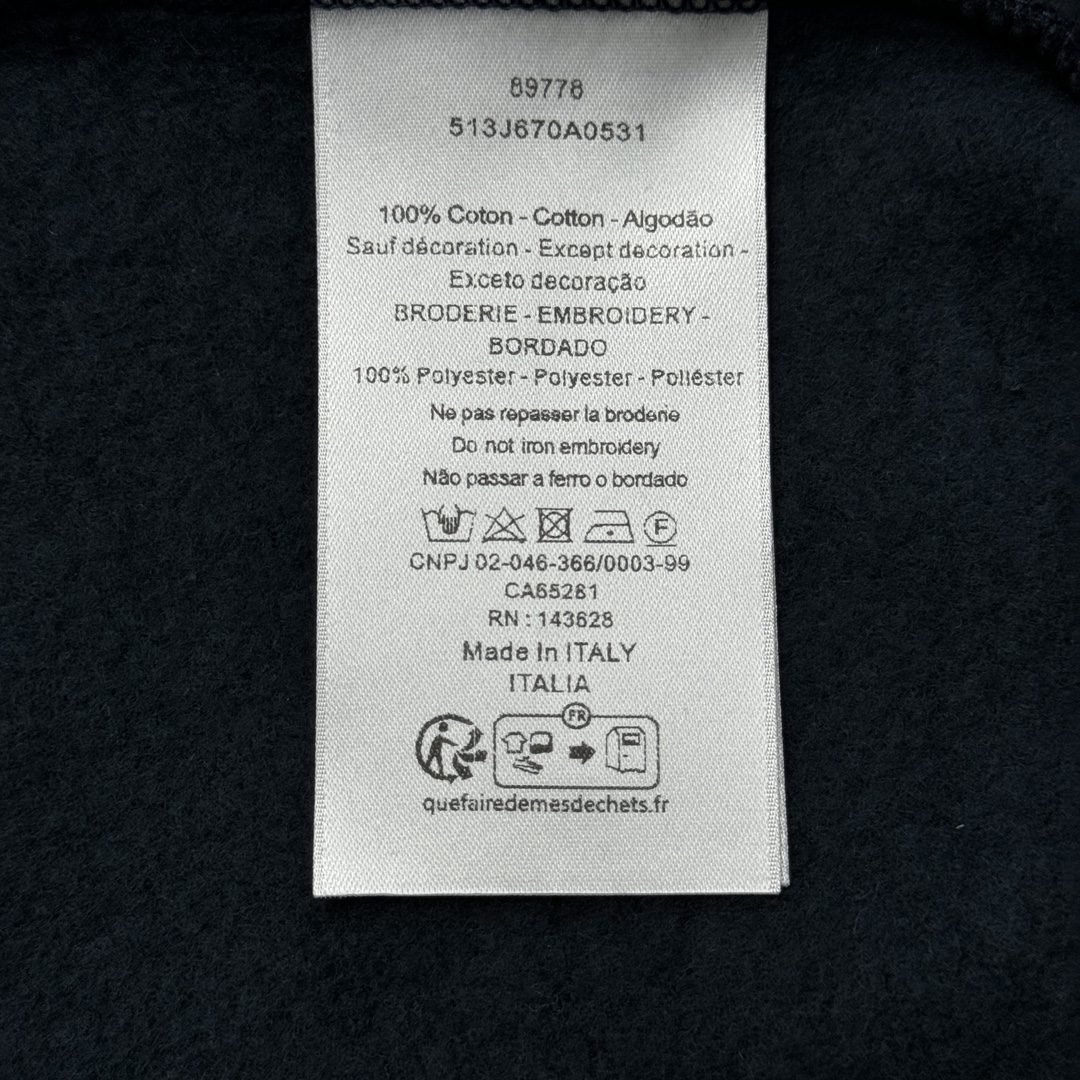 89778
513J670A0531
100% Coton - Cotton - Algodão
Sauf décoration - Except decoration -
Exceto decoração
BRODERIE - EMBROIDERY -
BORDADO
100% Polyester - Polyester - Poliéster
Ne pas repasser la broderie
Do not iron embroidery
Não passar a ferro o bordado
F
CNPJ 02-046-366/0003-99
CA65281
RN : 143628
Made In ITALY
ITALIA
FR
quefairedemesdechets.fr